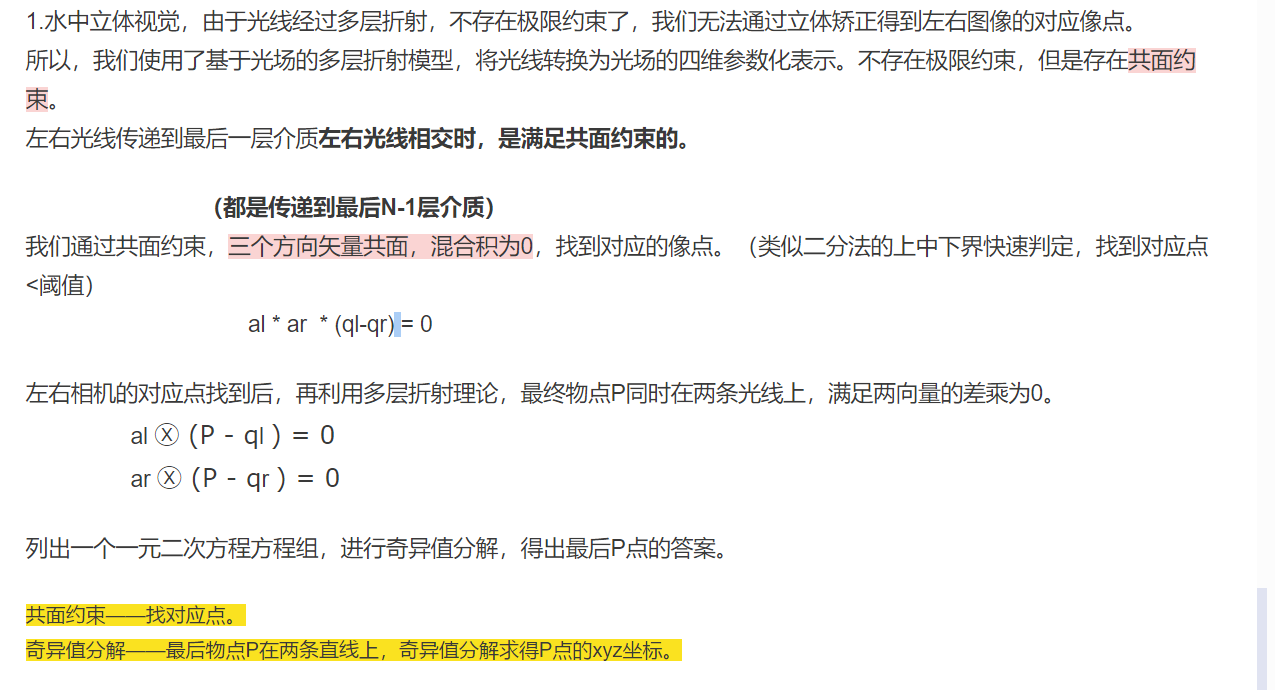 1.水中立体视觉，由于光线经过多层折射，不存在极限约束了，我们无法通过立体矫正得到左右图像的对应像点。
所以，我们使用了基于光场的多层折射模型，将光线转换为光场的四维参数化表示。不存在极限约束，但是存在共面约
束。
左右光线传递到最后一层介质左右光线相交时，是满足共面约束的。
（都是传递到最后N-1层介质）
我们通过共面约束，三个方向矢量共面，混合积为0，找到对应的像点。（类似二分法的上中下界快速判定，找到对应点
<阈值）
al * ar * (ql-qr) = 0
左右相机的对应点找到后，再利用多层折射理论，最终物点P同时在两条光线上，满足两向量的差乘为0。
al ⓧ (P - ql ) = 0
ar ⓧ (P - qr ) = 0
列出一个一元二次方程方程组，进行奇异值分解，得出最后P点的答案。
共面约束——找对应点。
奇异值分解——最后物点P在两条直线上，奇异值分解求得P点的xyz坐标。